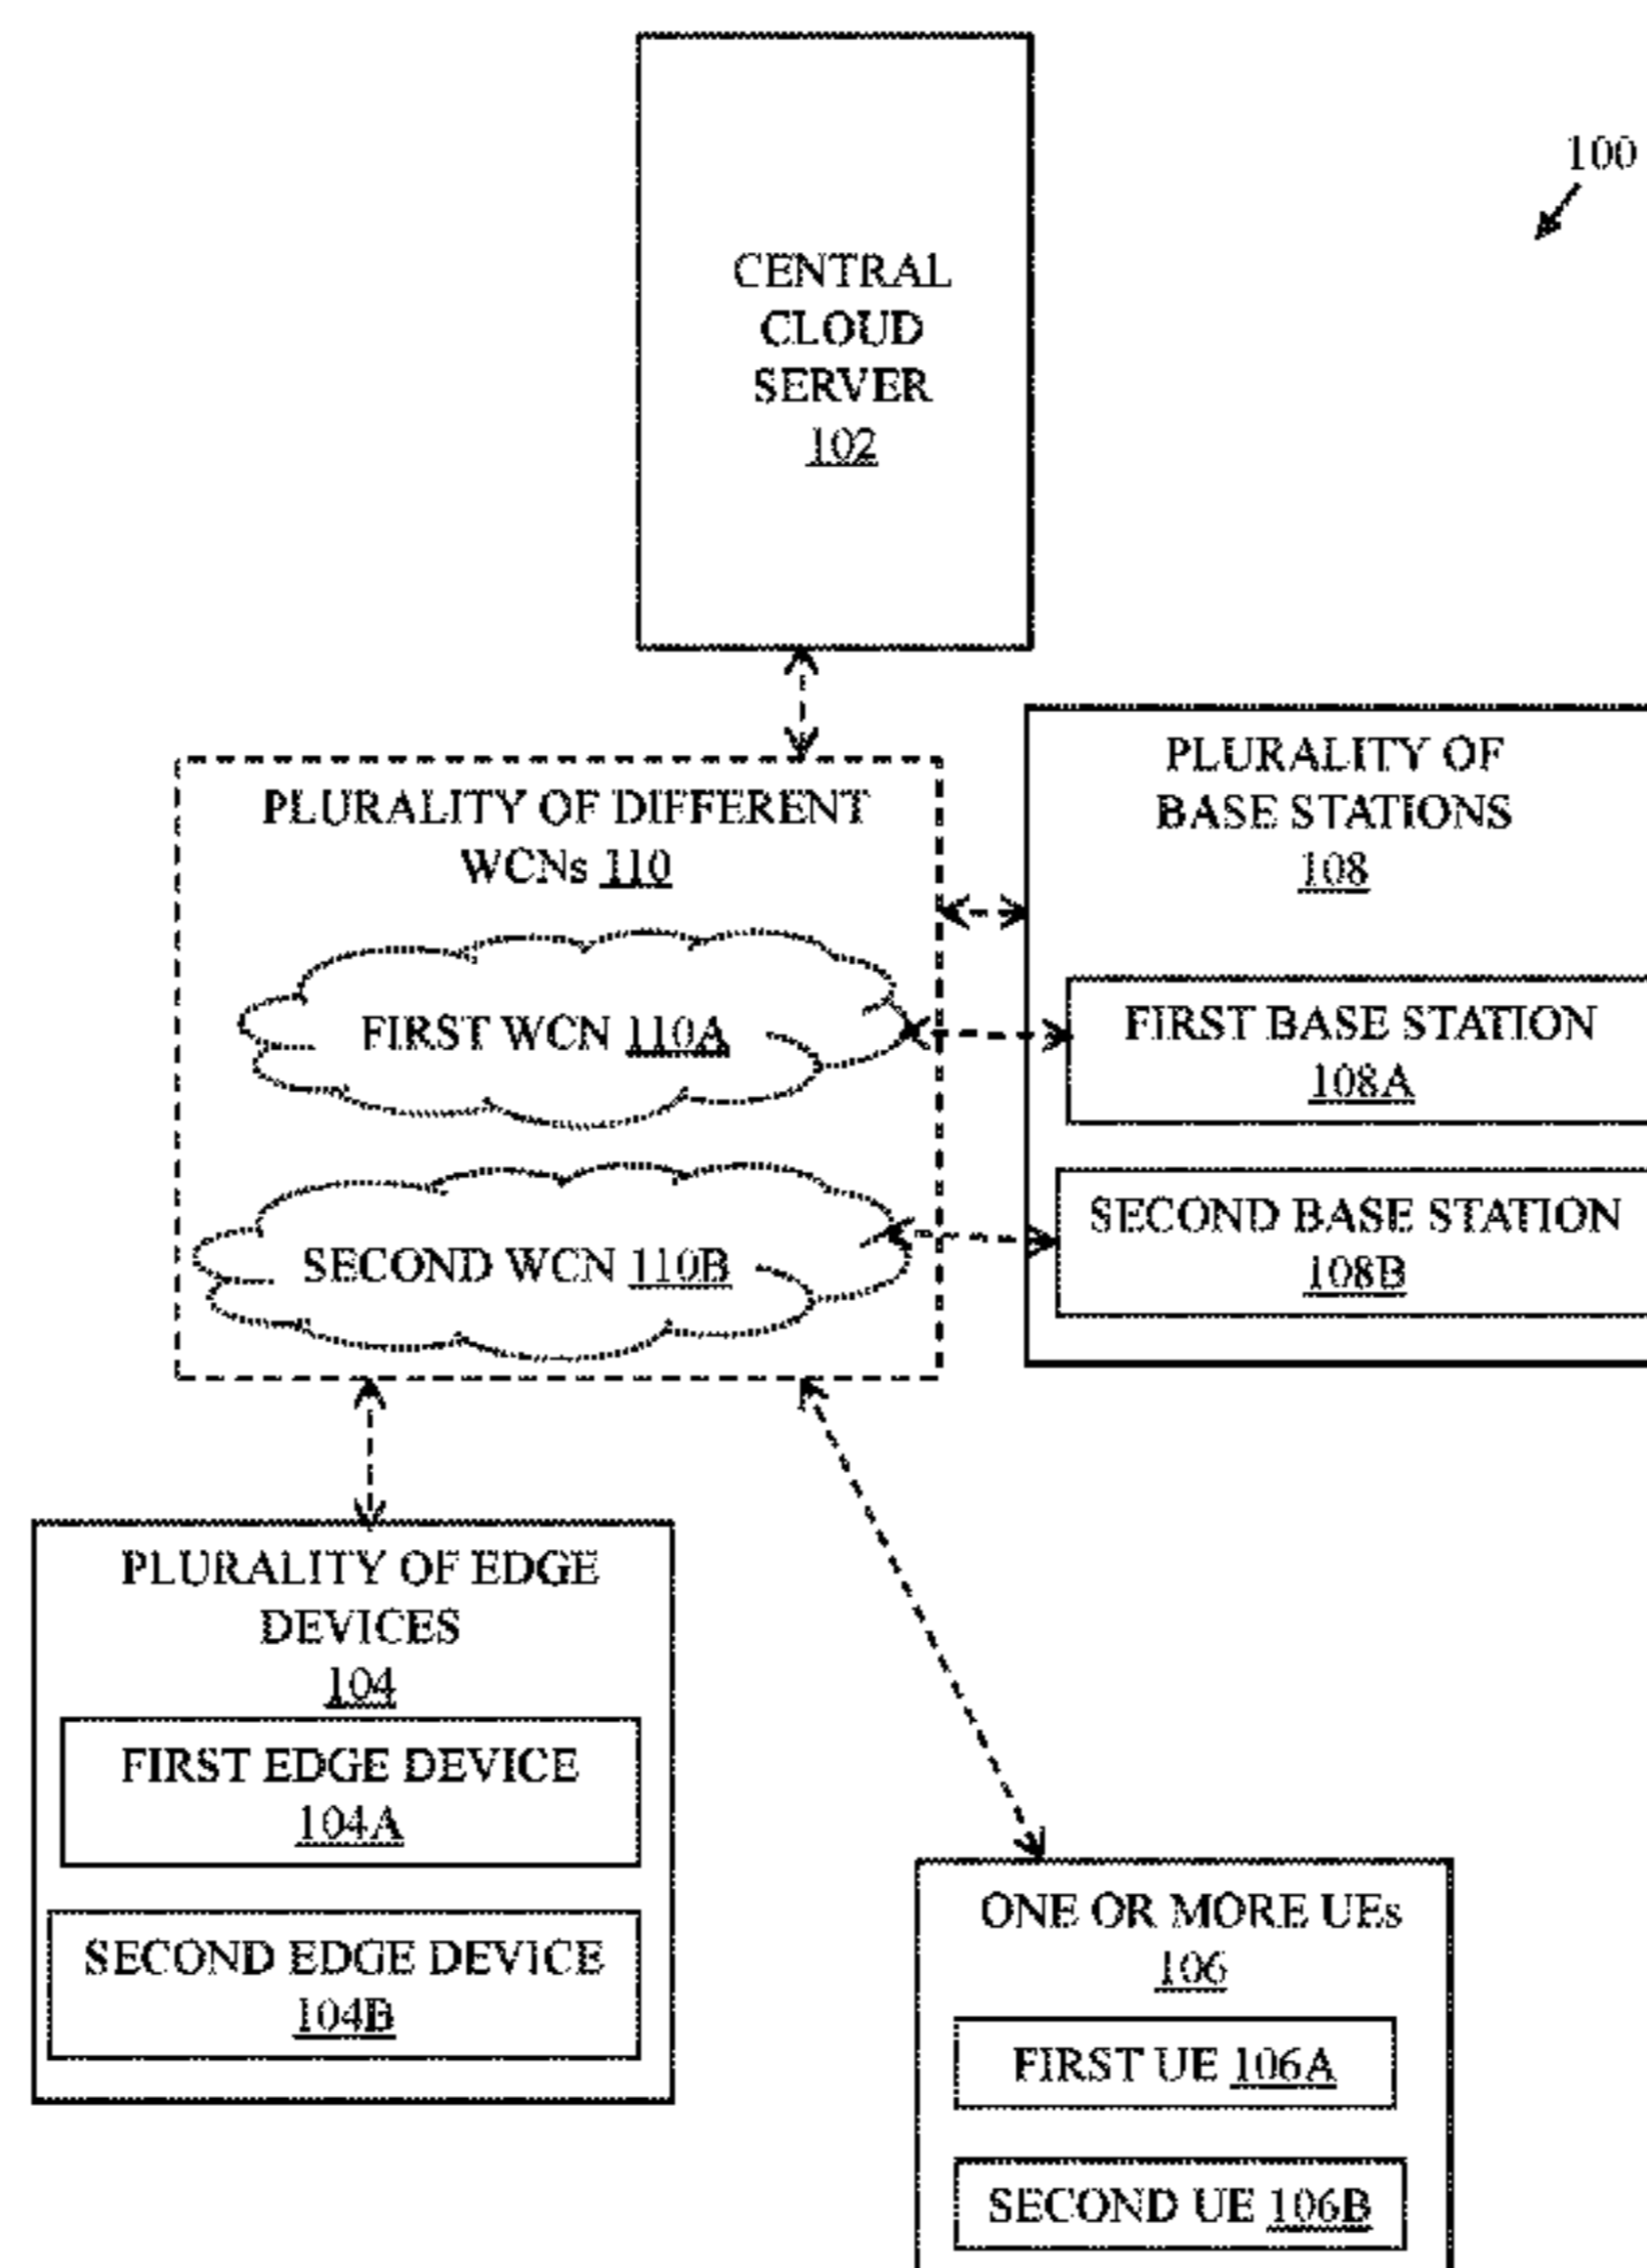 100
CENTRAL
CLOUD
SERVER
102
PLURALITY OF DIFFERENT
WCNs 110
FIRST WCN 110A
SECOND WCN 110B
PLURALITY OF
BASE STATIONS
108
FIRST BASE STATION
108A
SECOND BASE STATION
108B
PLURALITY OF EDGE
DEVICES
104
FIRST EDGE DEVICE
104A
SECOND EDGE DEVICE
104B
ONE OR MORE UEs
106
FIRST UE 106A
SECOND UE 106B